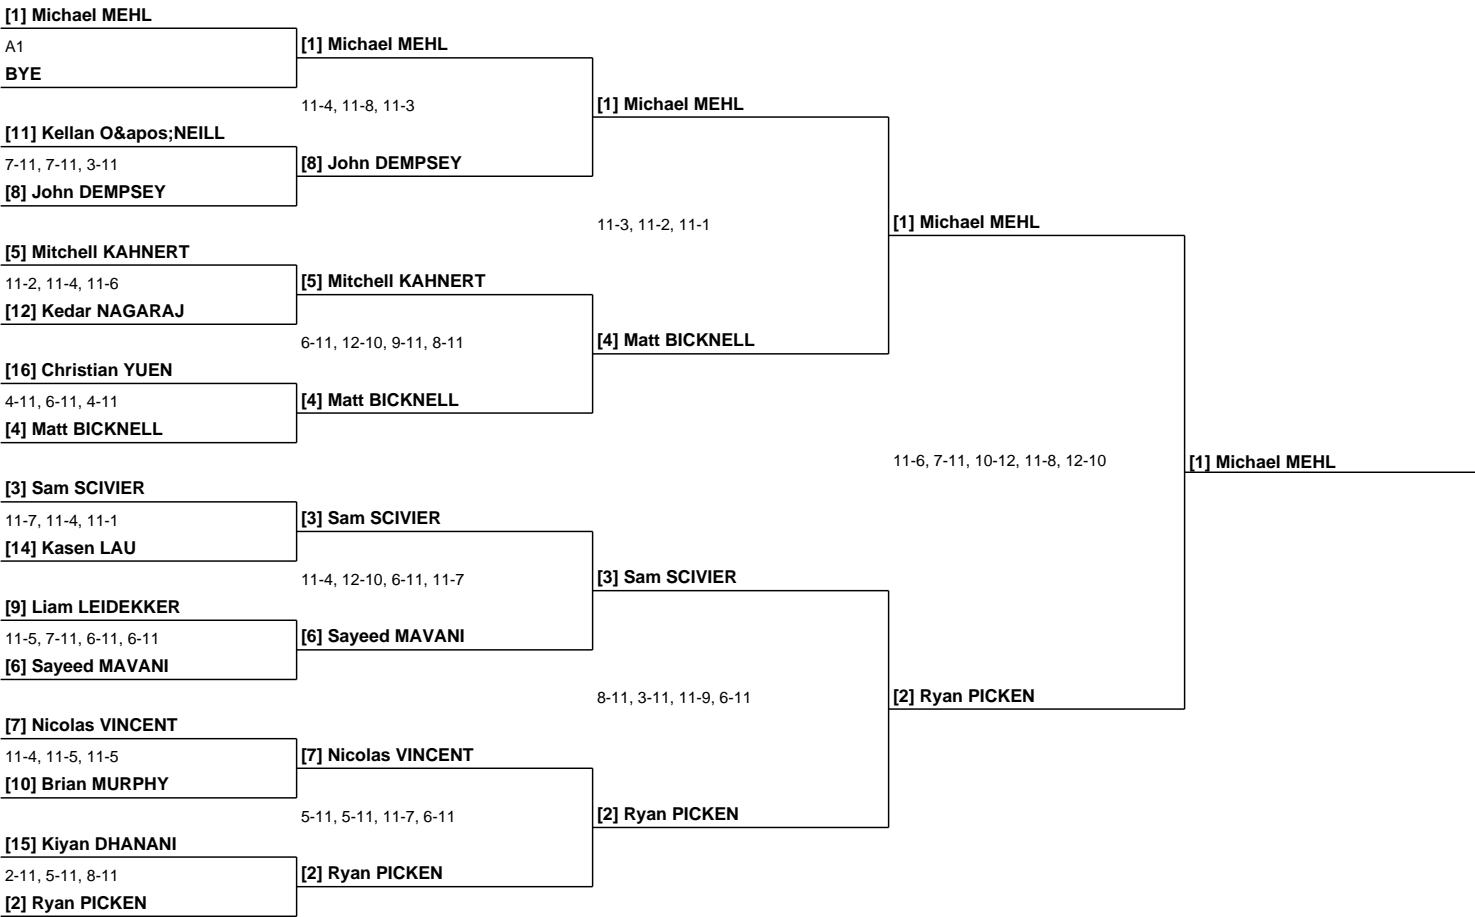 [1] Michael MEHL
A1
BYE
[11] Kellan O&apos;NEILL
7-11, 7-11, 3-11
[8] John DEMPSEY
[5] Mitchell KAHNERT
11-2, 11-4, 11-6
[12] Kedar NAGARAJ
[16] Christian YUEN
4-11, 6-11, 4-11
[4] Matt BICKNELL
[3] Sam SCIVIER
11-7, 11-4, 11-1
[14] Kasen LAU
[9] Liam LEIDEKKER
11-5, 7-11, 6-11, 6-11
[6] Sayeed MAVANI
[7] Nicolas VINCENT
11-4, 11-5, 11-5
[10] Brian MURPHY
[15] Kiyan DHANANI
2-11, 5-11, 8-11
[2] Ryan PICKEN
[1] Michael MEHL
11-4, 11-8, 11-3
[8] John DEMPSEY
[5] Mitchell KAHNERT
6-11, 12-10, 9-11, 8-11
[4] Matt BICKNELL
[3] Sam SCIVIER
11-4, 12-10, 6-11, 11-7
[6] Sayeed MAVANI
[7] Nicolas VINCENT
5-11, 5-11, 11-7, 6-11
[2] Ryan PICKEN
[1] Michael MEHL
11-3, 11-2, 11-1
[4] Matt BICKNELL
[3] Sam SCIVIER
8-11, 3-11, 11-9, 6-11
[2] Ryan PICKEN
[1] Michael MEHL
11-6, 7-11, 10-12, 11-8, 12-10
[2] Ryan PICKEN
[1] Michael MEHL